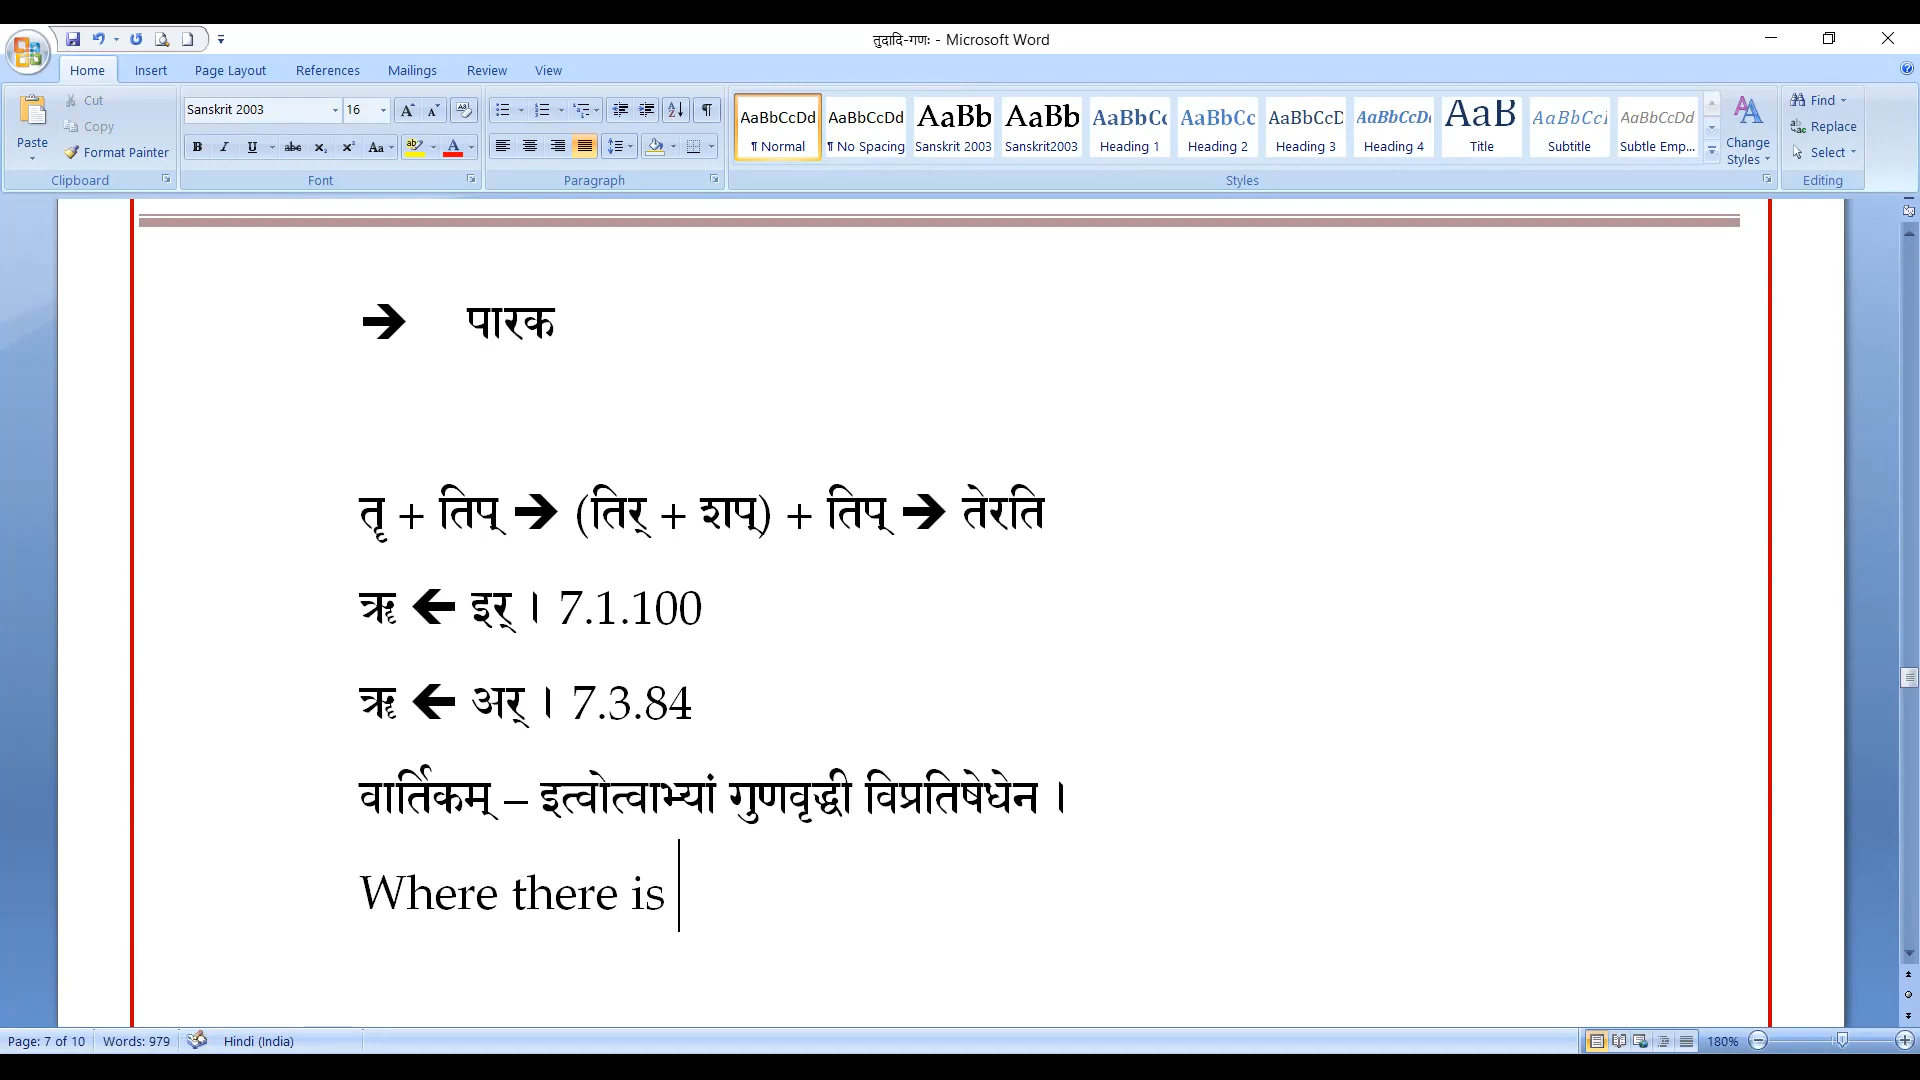 तुदादि-गणः - Microsoft Word
Home Insert Page Layout References Mailings Review View
Paste
Cut
Copy
Format Painter
Clipboard
Sanskrit 2003 16
Font
Paragraph
AaBbCcDd AaBbCcDd AaBb AaBb AaBbCc AaBbCc AaBbCcD AaBbCcDı AaB AaBbCcI AaBbCcDd
¶ Normal ¶ No Spacing Sanskrit 2003 Sanskrit2003 Heading 1 Heading 2 Heading 3 Heading 4 Title Subtitle Subtle Emp...
Change Styles
Styles
Find
Replace
Select
Editing
➔ पारक
तॄ + तिप् ➔ (तिर् + शप्) + तिप् ➔ तेरति
ॠ 🡰 इर् । 7.1.100
ॠ 🡰 अर् । 7.3.84
वार्तिकम् – इत्वोत्वाभ्यां गुणवृद्धी विप्रतिषेधेन ।
Where there is
Page: 7 of 10 Words: 979 Hindi (India) 180%